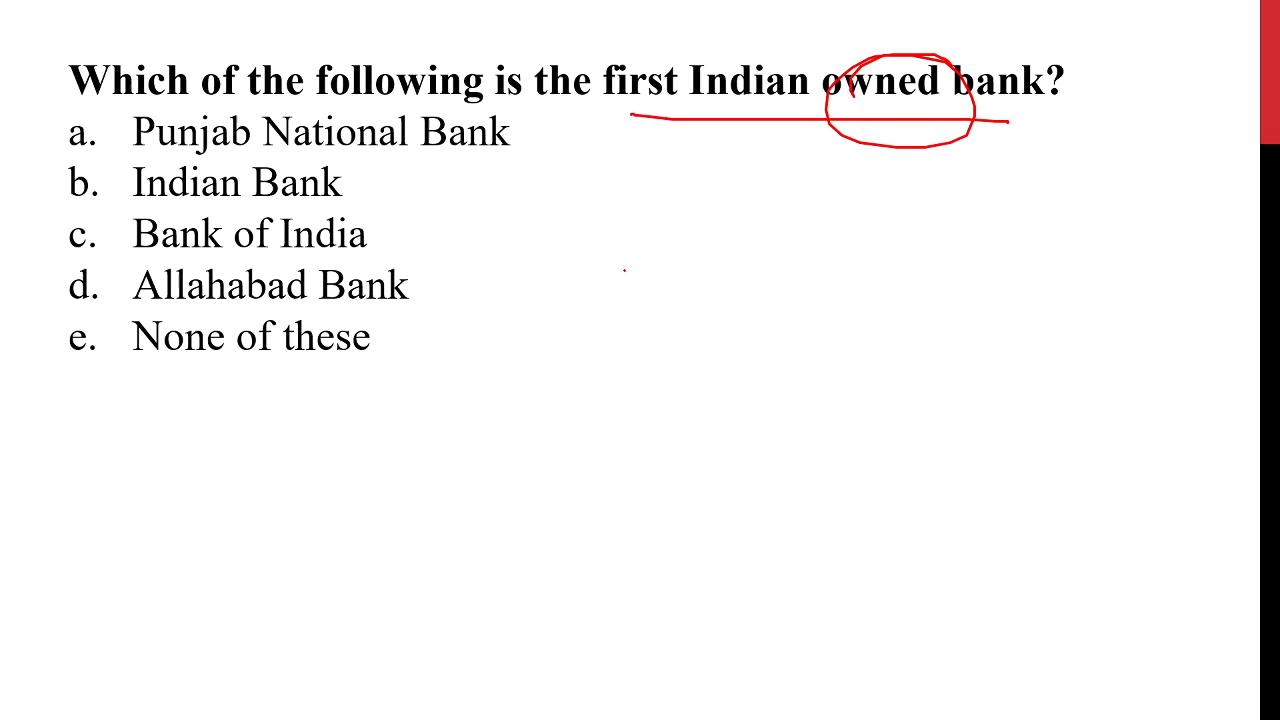 Which of the following is the first Indian owned bank?
a. Punjab National Bank
b. Indian Bank
c. Bank of India
d. Allahabad Bank
e. None of these